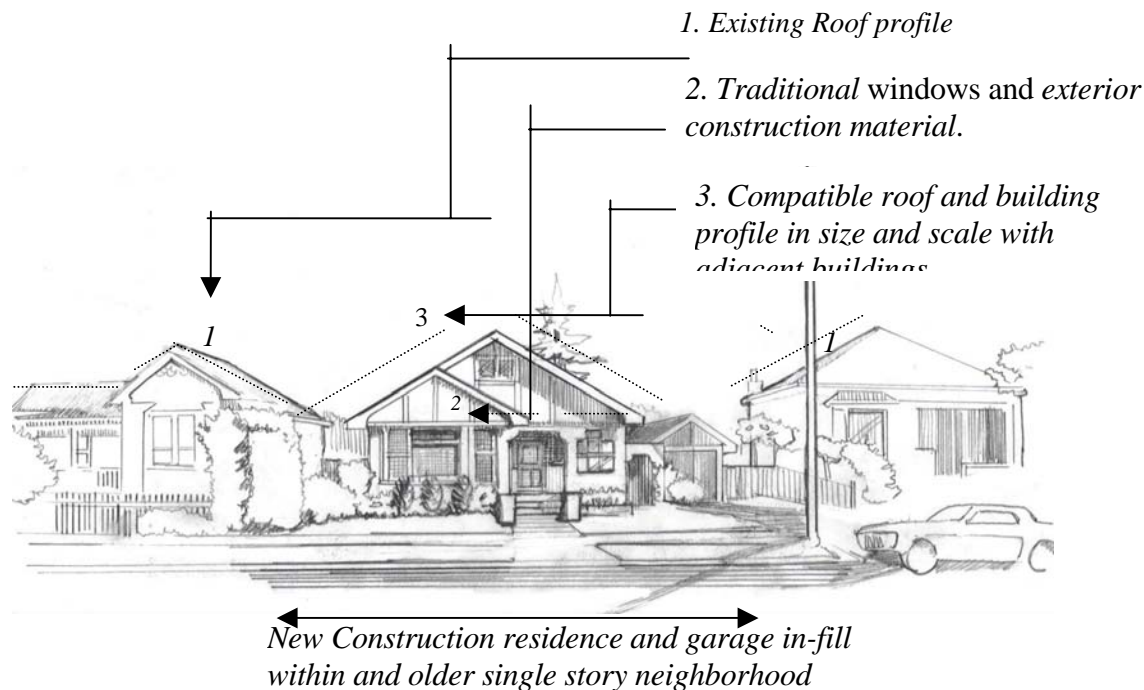 1. Existing Roof profile
2. Traditional windows and exterior
construction material.
3. Compatible roof and building
profile in size and scale with
adjacent buildings
1
3
1
2
New Construction residence and garage in-fill
within and older single story neighborhood